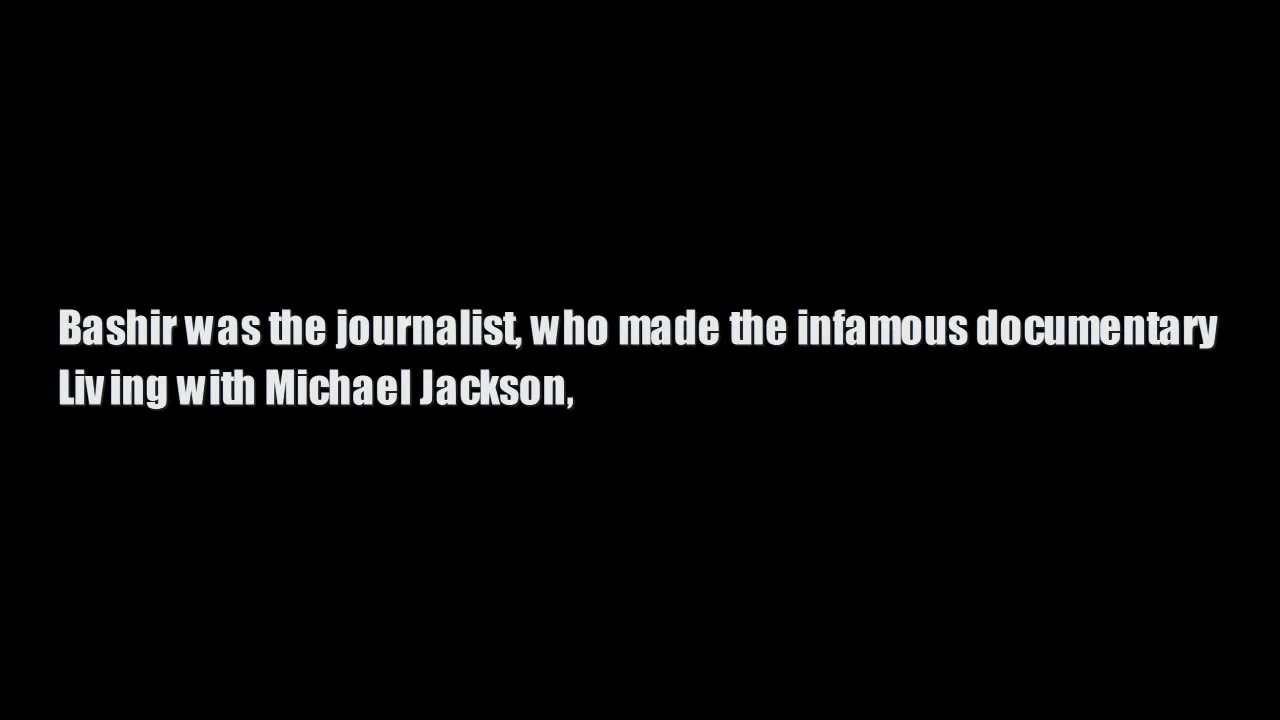 Bashir was the journalist, who made the infamous documentary
Living with Michael Jackson,